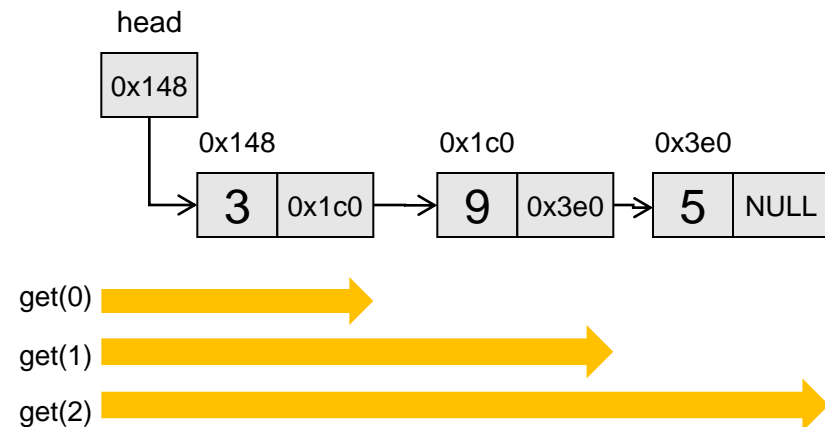 head
0x148
0x148 0x1c0 0x3e0
3 0x1c0 9 0x3e0 5 NULL
get(0)
get(1)
get(2)